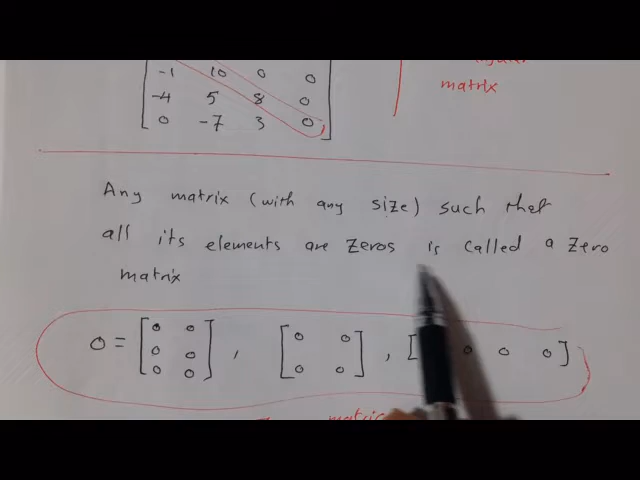 -1 10 0 0
-4 5 8 0
0 -7 3 0
matrix
Any matrix (with any size) such that
all its elements are zeros is called a zero
matrix
0 = [0 0 0 0 0 0], [0 0 0 0], [ 0 0 0]
matrix